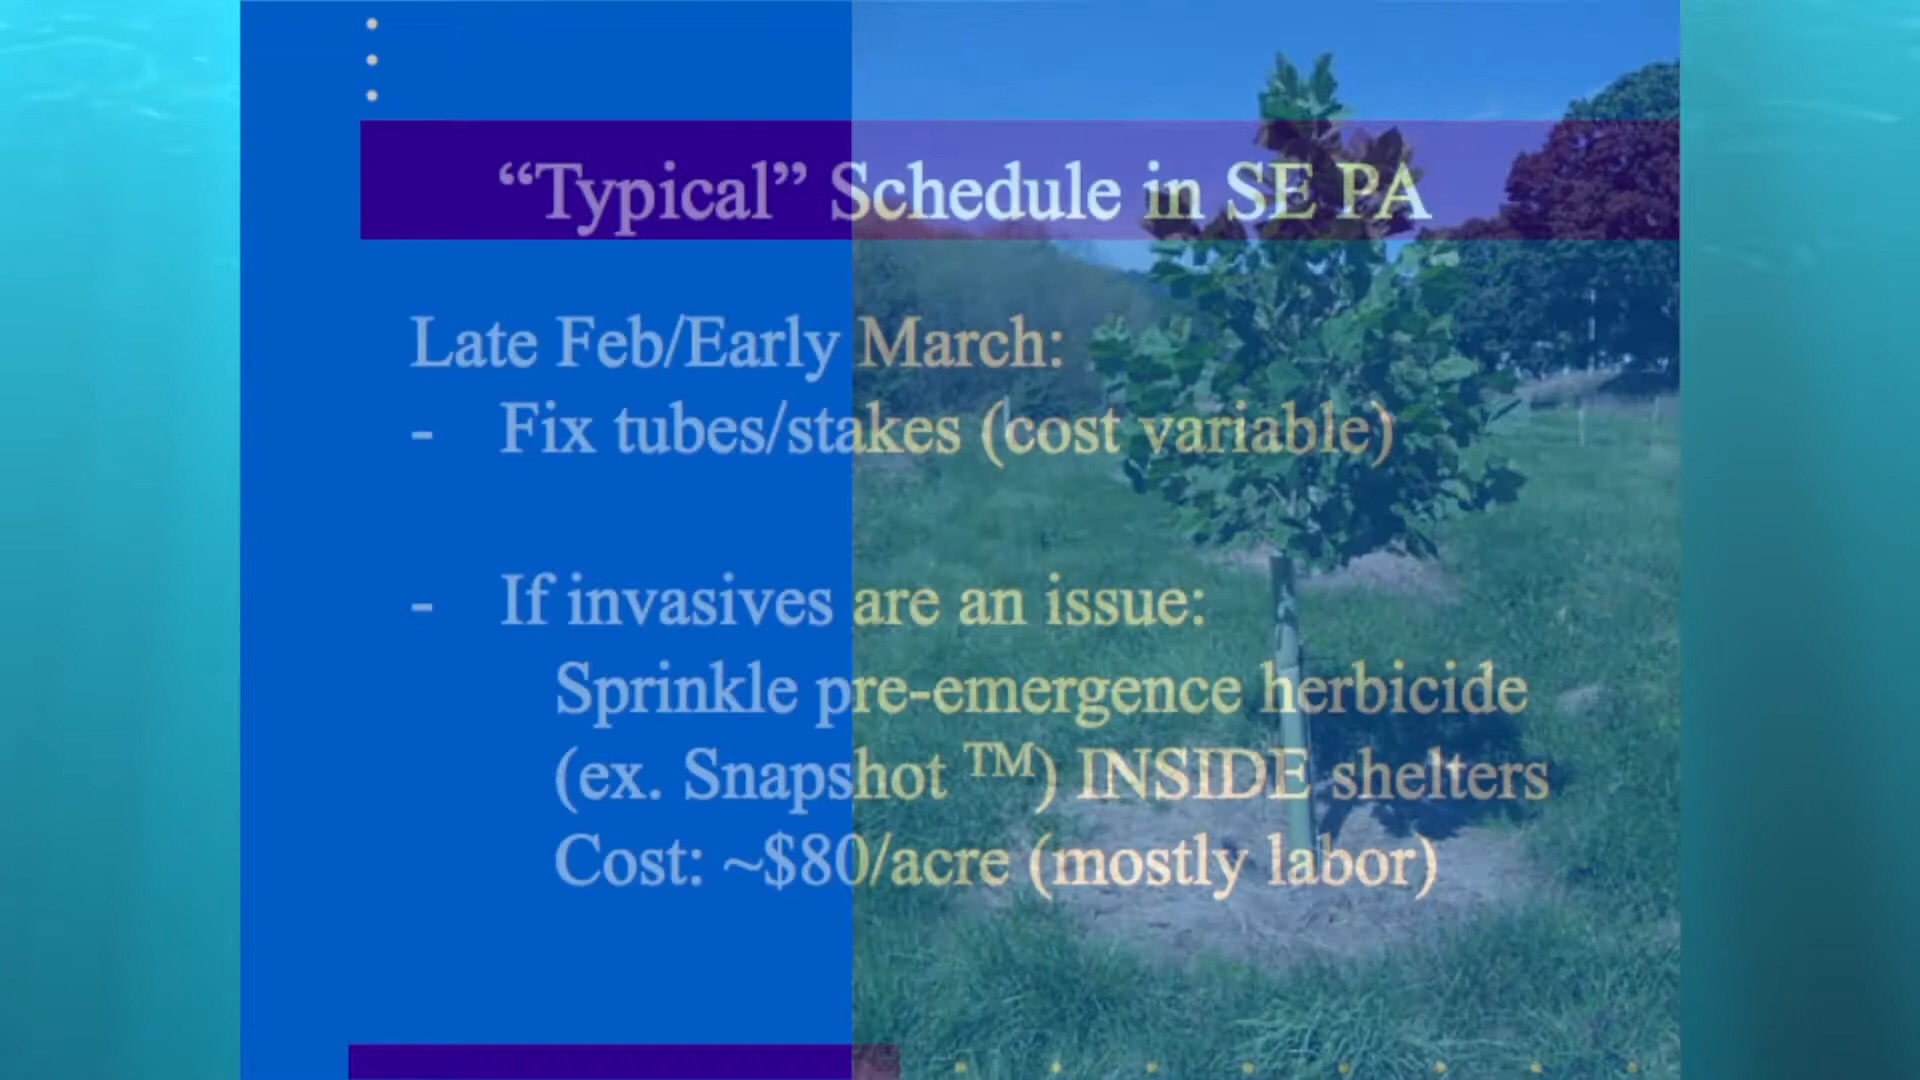 “Typical” Schedule in SE PA
Late Feb/Early March:
- Fix tubes/stakes (cost variable)
- If invasives are an issue:
Sprinkle pre-emergence herbicide
(ex. Snapshot ™) INSIDE shelters
Cost: ~$80/acre (mostly labor)